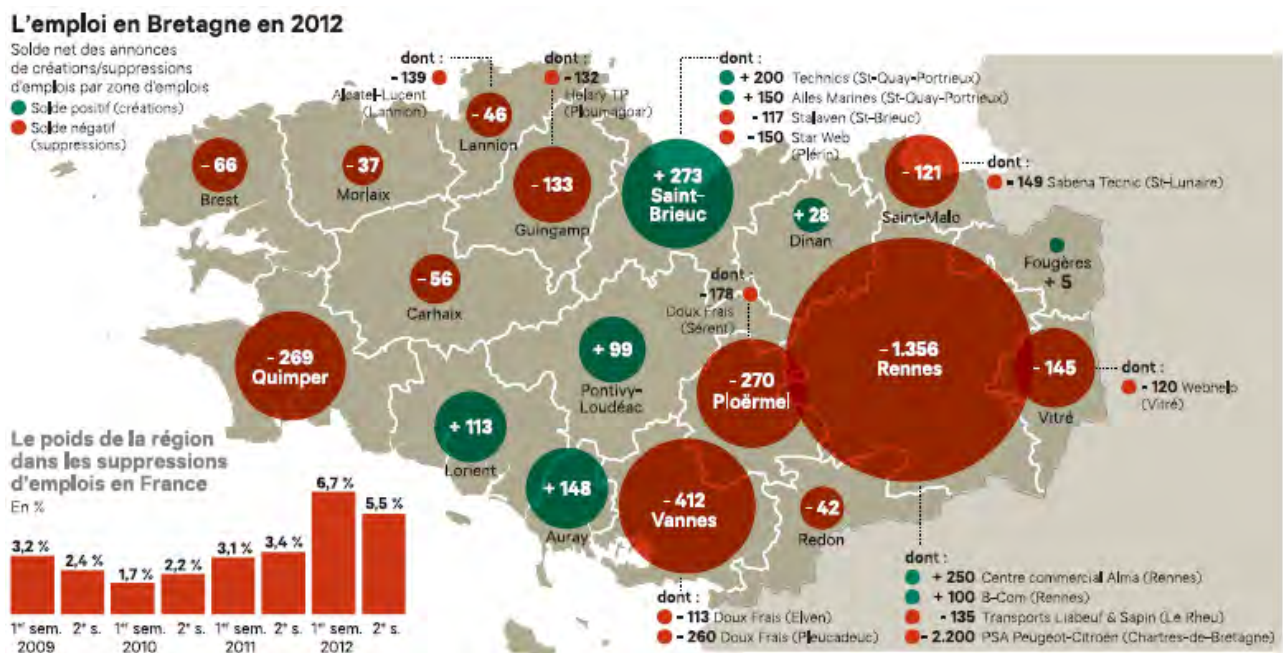 L'emploi en Bretagne en 2012
Solde net des annonces
de créations/suppressions
d'emplois par zone d'emplois
Solde positif (créations)
Solde négatif
(suppressions)
dont :
- 139
Alcatel-Lucent
(Lannion)
- 46
Lannion
dont :
- 132
Helary TP
(Ploumagoar)
dont :
+ 200 Technics (St-Quay-Portrieux)
+ 150 Alles Marines (St-Quay-Portrieux)
- 117 Stalaven (St-Brieuc)
- 150 Star Web
(Plérin)
- 66
Brest
- 37
Morlaix
- 133
Guingamp
+ 273
Saint-
Brieuc
+ 28
Dinan
- 121
Saint-Malo
dont :
- 149 Sabena Tecnic (St-Lunaire)
Fougères
+ 5
- 56
Carhaix
dont :
- 178
Doux Frais
(Sérent)
- 269
Quimper
+ 99
Pontivy-
Loudéac
- 270
Ploërmel
- 1.356
Rennes
- 145
Vitré
dont :
- 120 Webhelp
(Vitré)
+ 113
Lorient
+ 148
Auray
- 412
Vannes
- 42
Redon
dont :
- 113 Doux Frais (Elven)
- 260 Doux Frais (Pleucadeuc)
dont :
+ 250 Centre commercial Alma (Rennes)
+ 100 B-Com (Rennes)
- 135 Transports Liabeuf & Sapin (Le Rheu)
- 2.200 PSA Peugeot-Citroën (Chartres-de-Bretagne)
Le poids de la région
dans les suppressions
d'emplois en France
En %
3,2 % 2,4 % 1,7 % 2,2 % 3,1 % 3,4 % 6,7 % 5,5 %
1er sem. 2e s. 1er sem. 2e s. 1er sem. 2e s. 1er sem. 2e s.
2009 2010 2011 2012